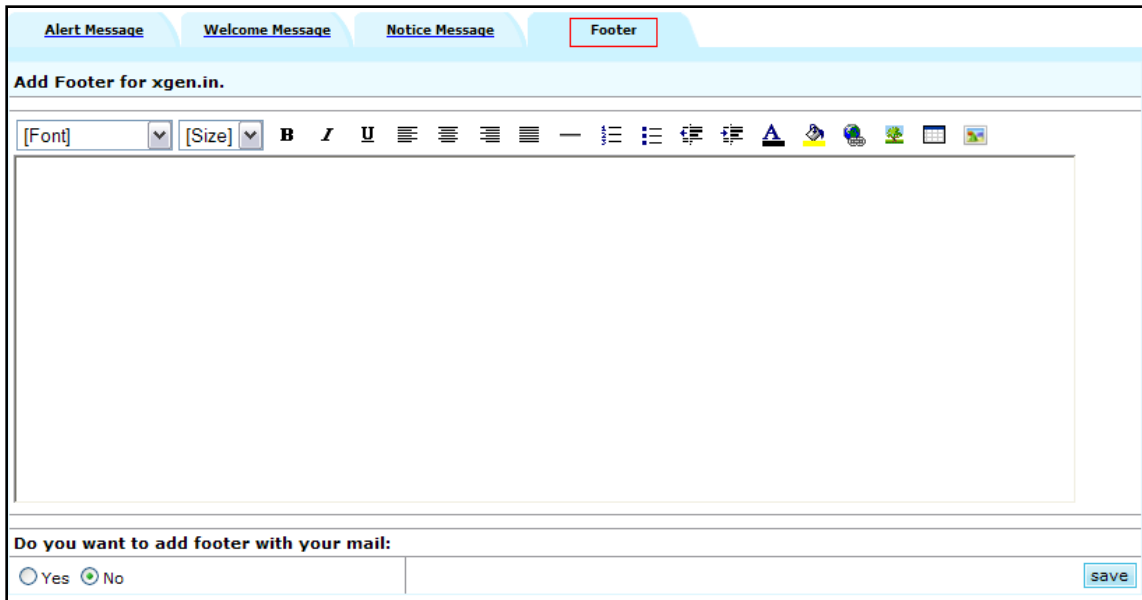 Alert Message Welcome Message Notice Message Footer
Add Footer for xgen.in.
[Font] [Size] B I U A
Do you want to add footer with your mail:
Yes No save